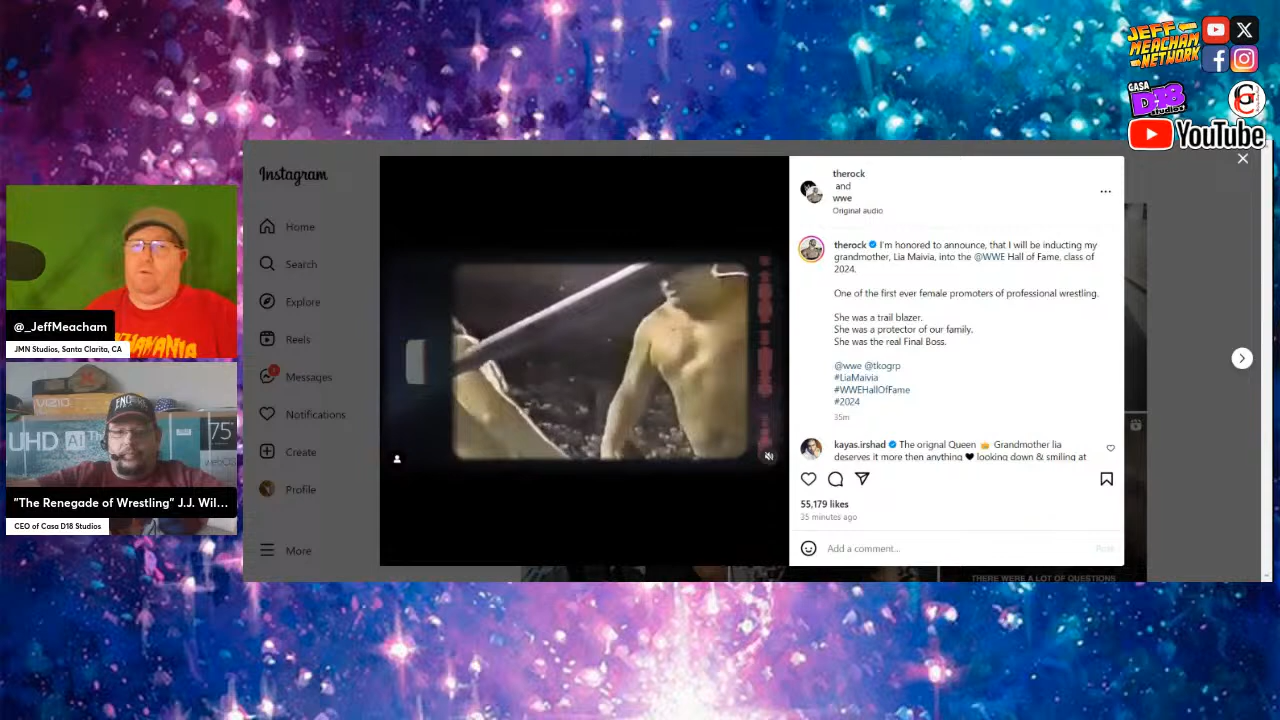 JEFF
MEACHAM
NETWORK
CASA
D18
studios
YouTube
Instagram
Home
Search
Explore
Reels
Messages
Notifications
Create
Profile
More
therock
and
wwe
Original audio
therock I'm honored to announce, that I will be inducting my
grandmother, Lia Maivia, into the @WWE Hall of Fame, class of
2024.
One of the first ever female promoters of professional wrestling.
She was a trail blazer.
She was a protector of our family.
She was the real Final Boss.
@wwe @tkogrp
#LiaMaivia
#WWEHallOfFame
#2024
35m
kayas.irshad The orignal Queen 👑 Grandmother lia
deserves it more then anything 🖤 looking down & smiling at
55,179 likes
35 minutes ago
Add a comment...
Post
THERE WERE A LOT OF QUESTIONS
@_JeffMeacham
JMN Studios, Santa Clarita, CA
VIZIO
UHD AI
75"
"The Renegade of Wrestling" J.J. Wil...
CEO of Casa D18 Studios